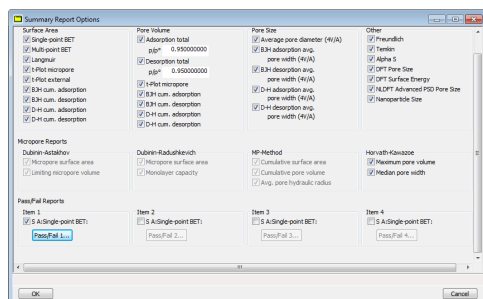 Summary Report Options
Surface Area
Single-point BET
Multi-point BET
Langmuir
t-Plot micropore
t-Plot external
BJH cum. adsorption
BJH cum. desorption
D-H cum. adsorption
D-H cum. desorption
Pore Volume
Adsorption total
p/p° 0.950000000
Desorption total
p/p° 0.950000000
t-Plot micropore
BJH cum. adsorption
BJH cum. desorption
D-H cum. adsorption
D-H cum. desorption
Pore Size
Average pore diameter (4V/A)
BJH adsorption avg.
pore width (4V/A)
BJH desorption avg.
pore width (4V/A)
D-H adsorption avg.
pore width (4V/A)
D-H desorption avg.
pore width (4V/A)
Other
Freundlich
Temkin
Alpha S
DFT Pore Size
DFT Surface Energy
NLDFT Advanced PSD Pore Size
Nanoparticle Size
Micropore Reports
Dubinin-Astakhov
Micropore surface area
Limiting micropore volume
Dubinin-Radushkevich
Micropore surface area
Monolayer capacity
MP-Method
Cumulative surface area
Cumulative pore volume
Avg. pore hydraulic radius
Horvath-Kawazoe
Maximum pore volume
Median pore width
Pass/Fail Reports
Item 1
S A:Single-point BET:
Pass/Fail 1...
Item 2
S A:Single-point BET:
Pass/Fail 2...
Item 3
S A:Single-point BET:
Pass/Fail 3...
Item 4
S A:Single-point BET:
Pass/Fail 4...
OK
Cancel